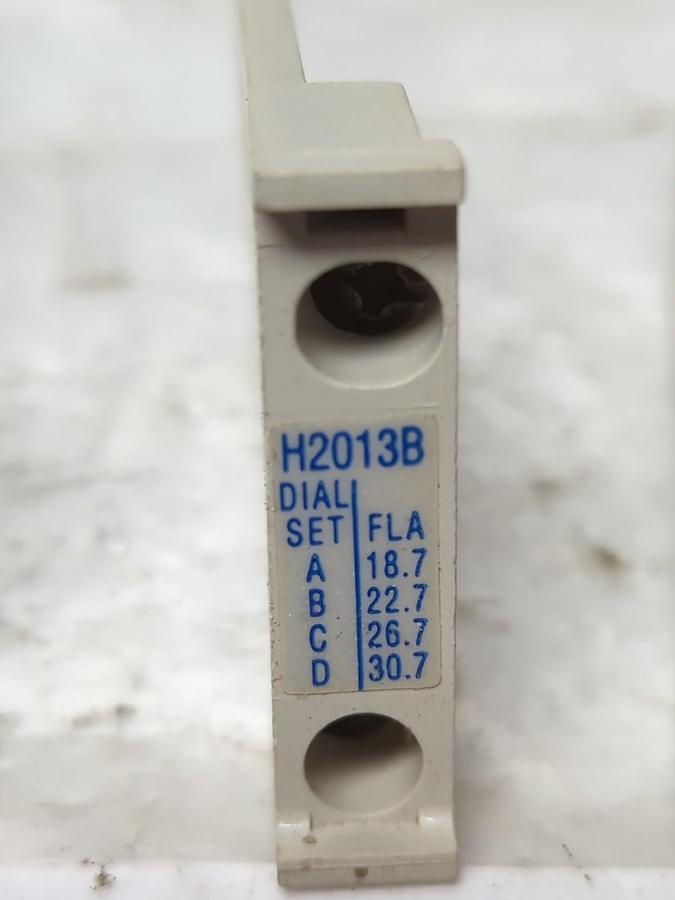 H2013B
DIAL
SET FLA
A 18.7
B 22.7
C 26.7
D 30.7